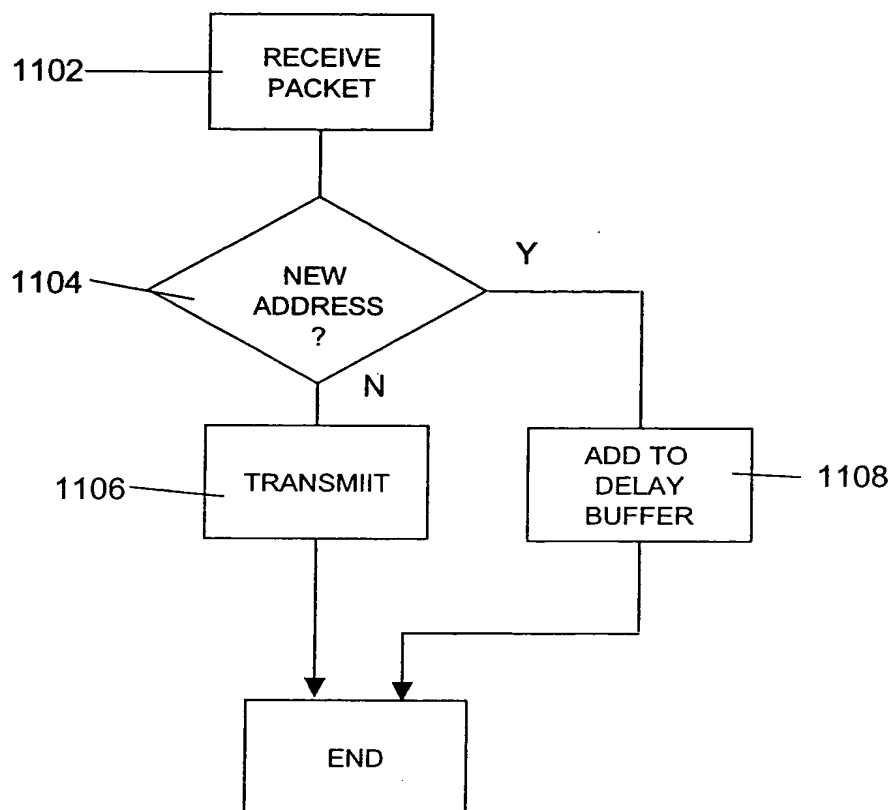 1102
RECEIVE
PACKET
1104
NEW
ADDRESS
?
Y
N
1106
TRANSMIIT
ADD TO
DELAY
BUFFER
1108
END